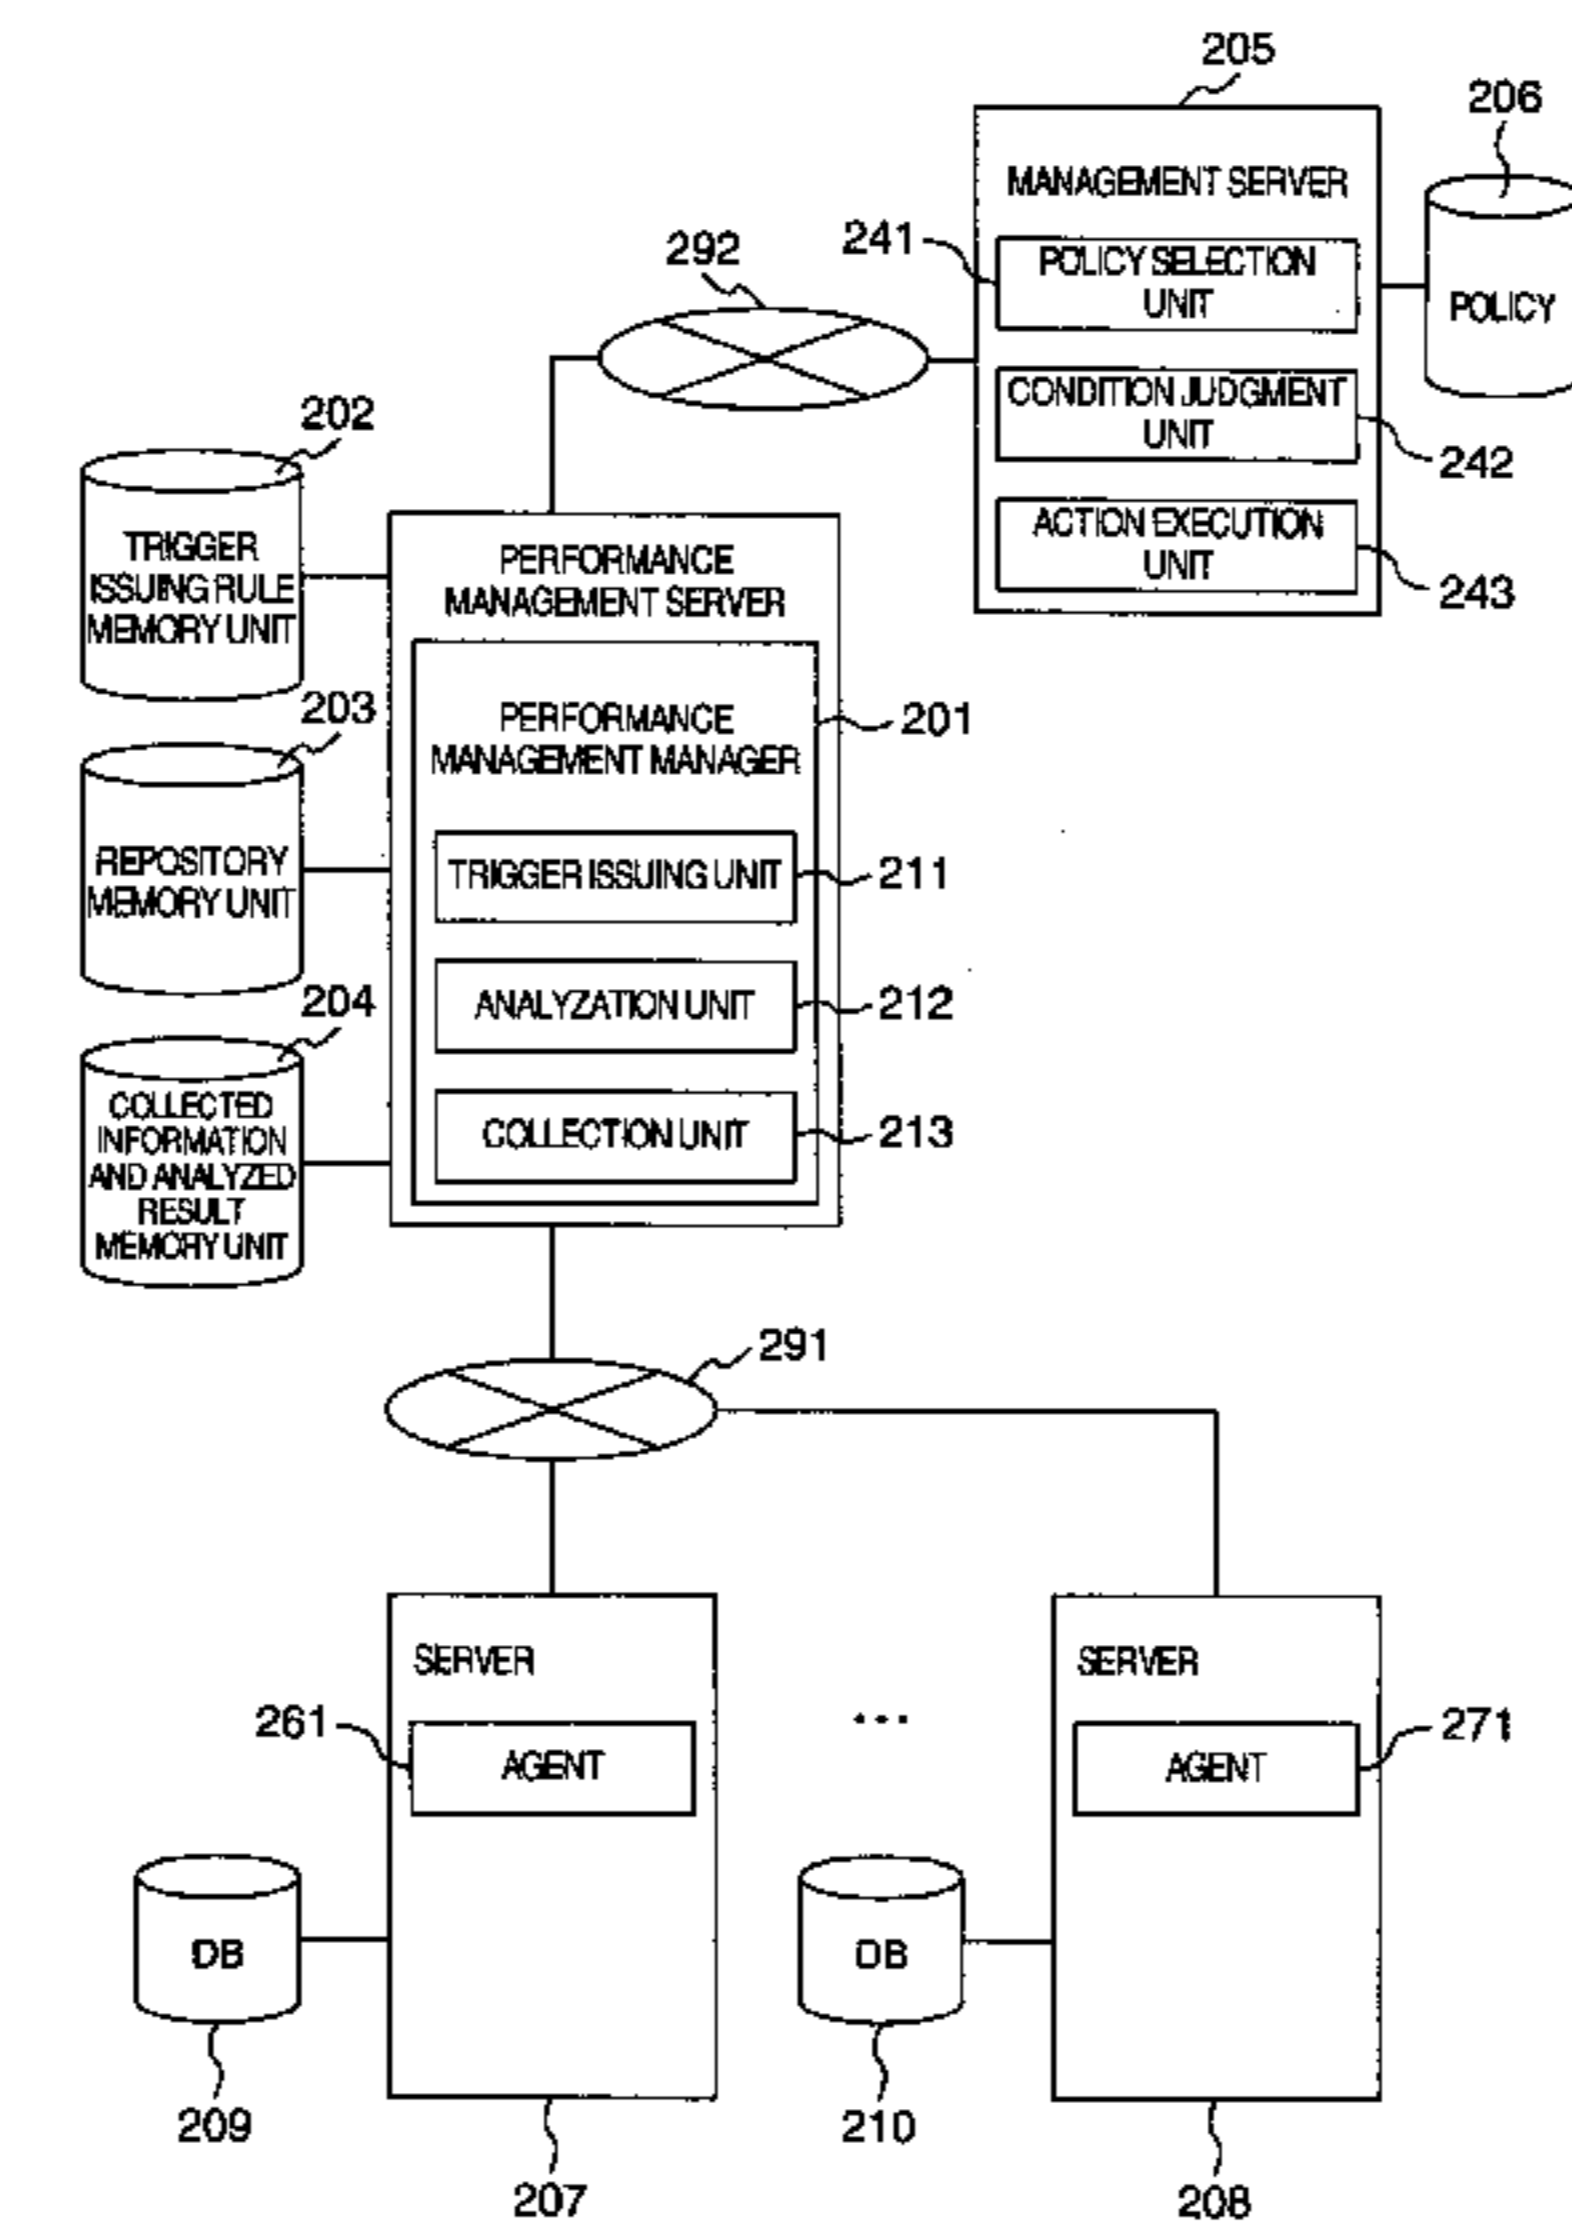 205
206
MANAGEMENT SERVER
292
241
POLICY SELECTION
UNIT
POLICY
CONDITION JUDGMENT
UNIT
242
202
ACTION EXECUTION
UNIT
243
TRIGGER
ISSUING RULE
MEMORY UNIT
PERFORMANCE
MANAGEMENT SERVER
203
PERFORMANCE
MANAGEMENT MANAGER
201
REPOSITORY
MEMORY UNIT
TRIGGER ISSUING UNIT
211
204
ANALYZATION UNIT
212
COLLECTED
INFORMATION
AND ANALYZED
RESULT
MEMORY UNIT
COLLECTION UNIT
213
291
SERVER
SERVER
261
AGENT
...
AGENT
271
DB
DB
209
210
207
208